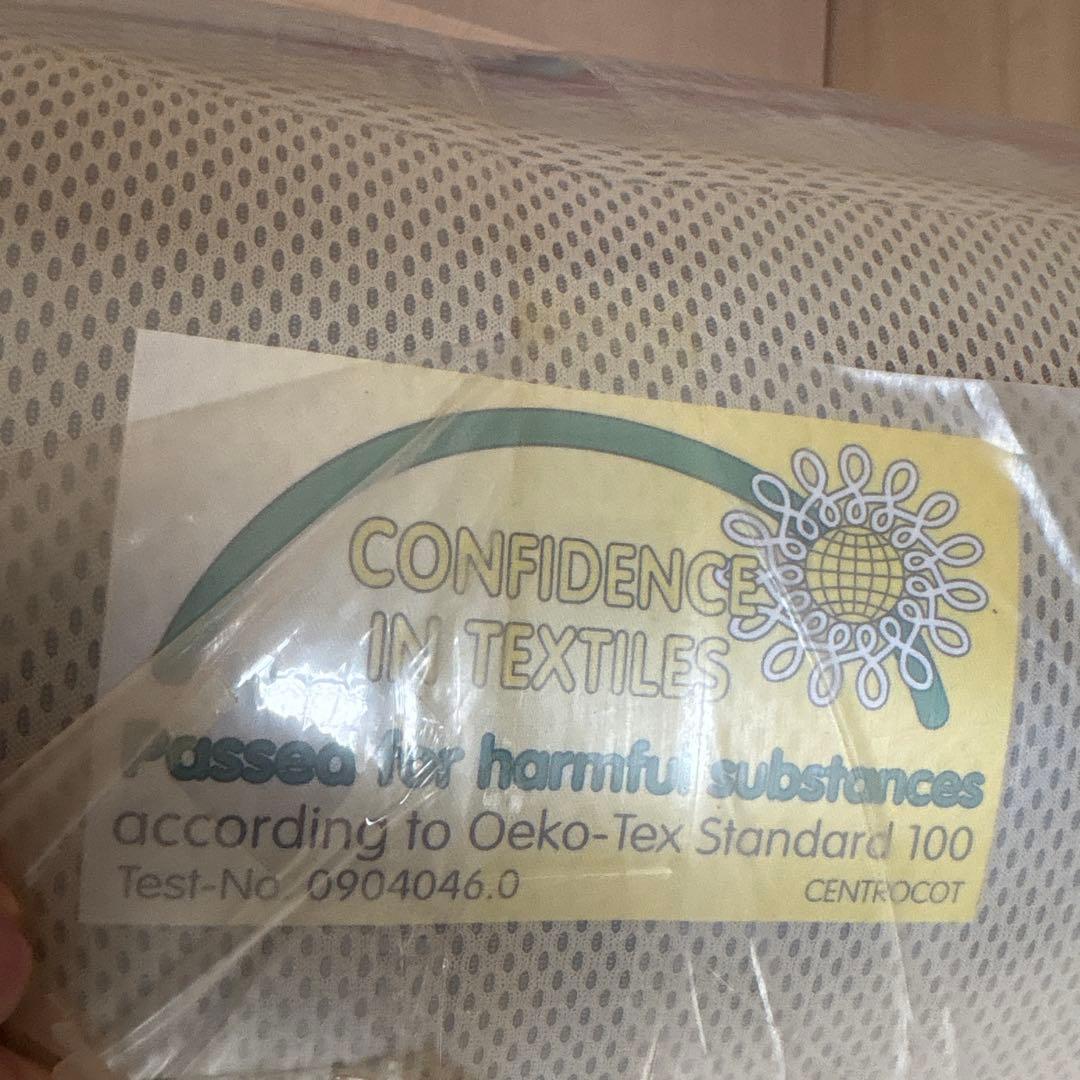 CONFIDENCE
IN TEXTILES
Passed for harmful substances
according to Oeko-Tex Standard 100
Test-No 0904046.0
CENTROCOT